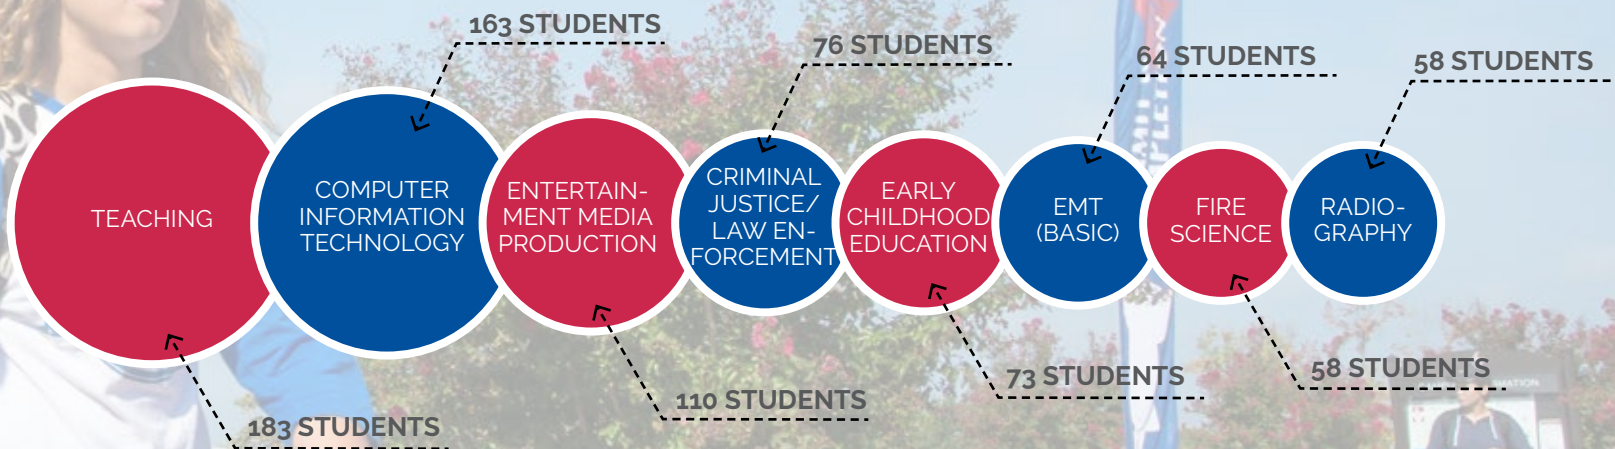 163 STUDENTS
76 STUDENTS
64 STUDENTS
58 STUDENTS
TEACHING
COMPUTER
INFORMATION
TECHNOLOGY
ENTERTAIN-
MENT MEDIA
PRODUCTION
CRIMINAL
JUSTICE/
LAW EN-
FORCEMENT
EARLY
CHILDHOOD
EDUCATION
EMT
(BASIC)
FIRE
SCIENCE
RADIO-
GRAPHY
183 STUDENTS
110 STUDENTS
73 STUDENTS
58 STUDENTS